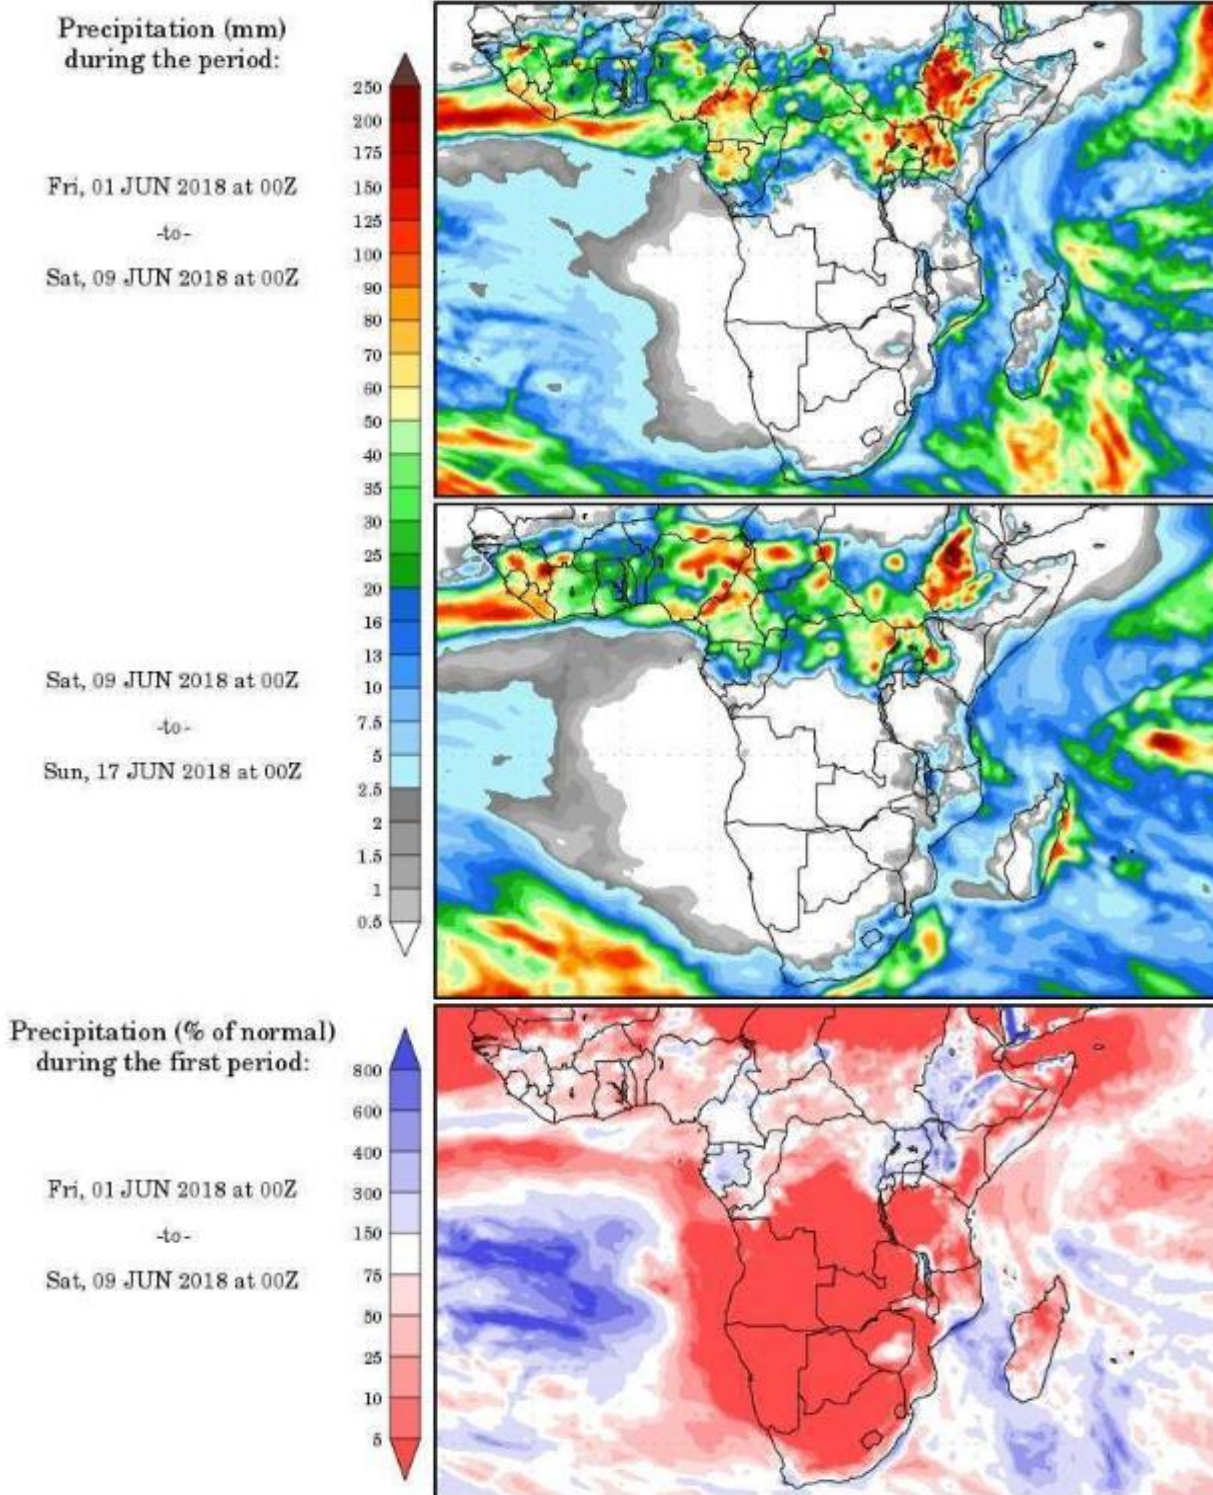 Precipitation (mm)
during the period:
Fri, 01 JUN 2018 at 00Z
-to-
Sat, 09 JUN 2018 at 00Z
Sat, 09 JUN 2018 at 00Z
-to-
Sun, 17 JUN 2018 at 00Z
250
200
175
150
125
100
90
80
70
60
50
40
35
30
25
20
16
13
10
7.5
5
2.5
2
1.5
1
0.5
Precipitation (% of normal)
during the first period:
Fri, 01 JUN 2018 at 00Z
-to-
Sat, 09 JUN 2018 at 00Z
800
600
400
300
150
75
50
25
10
5